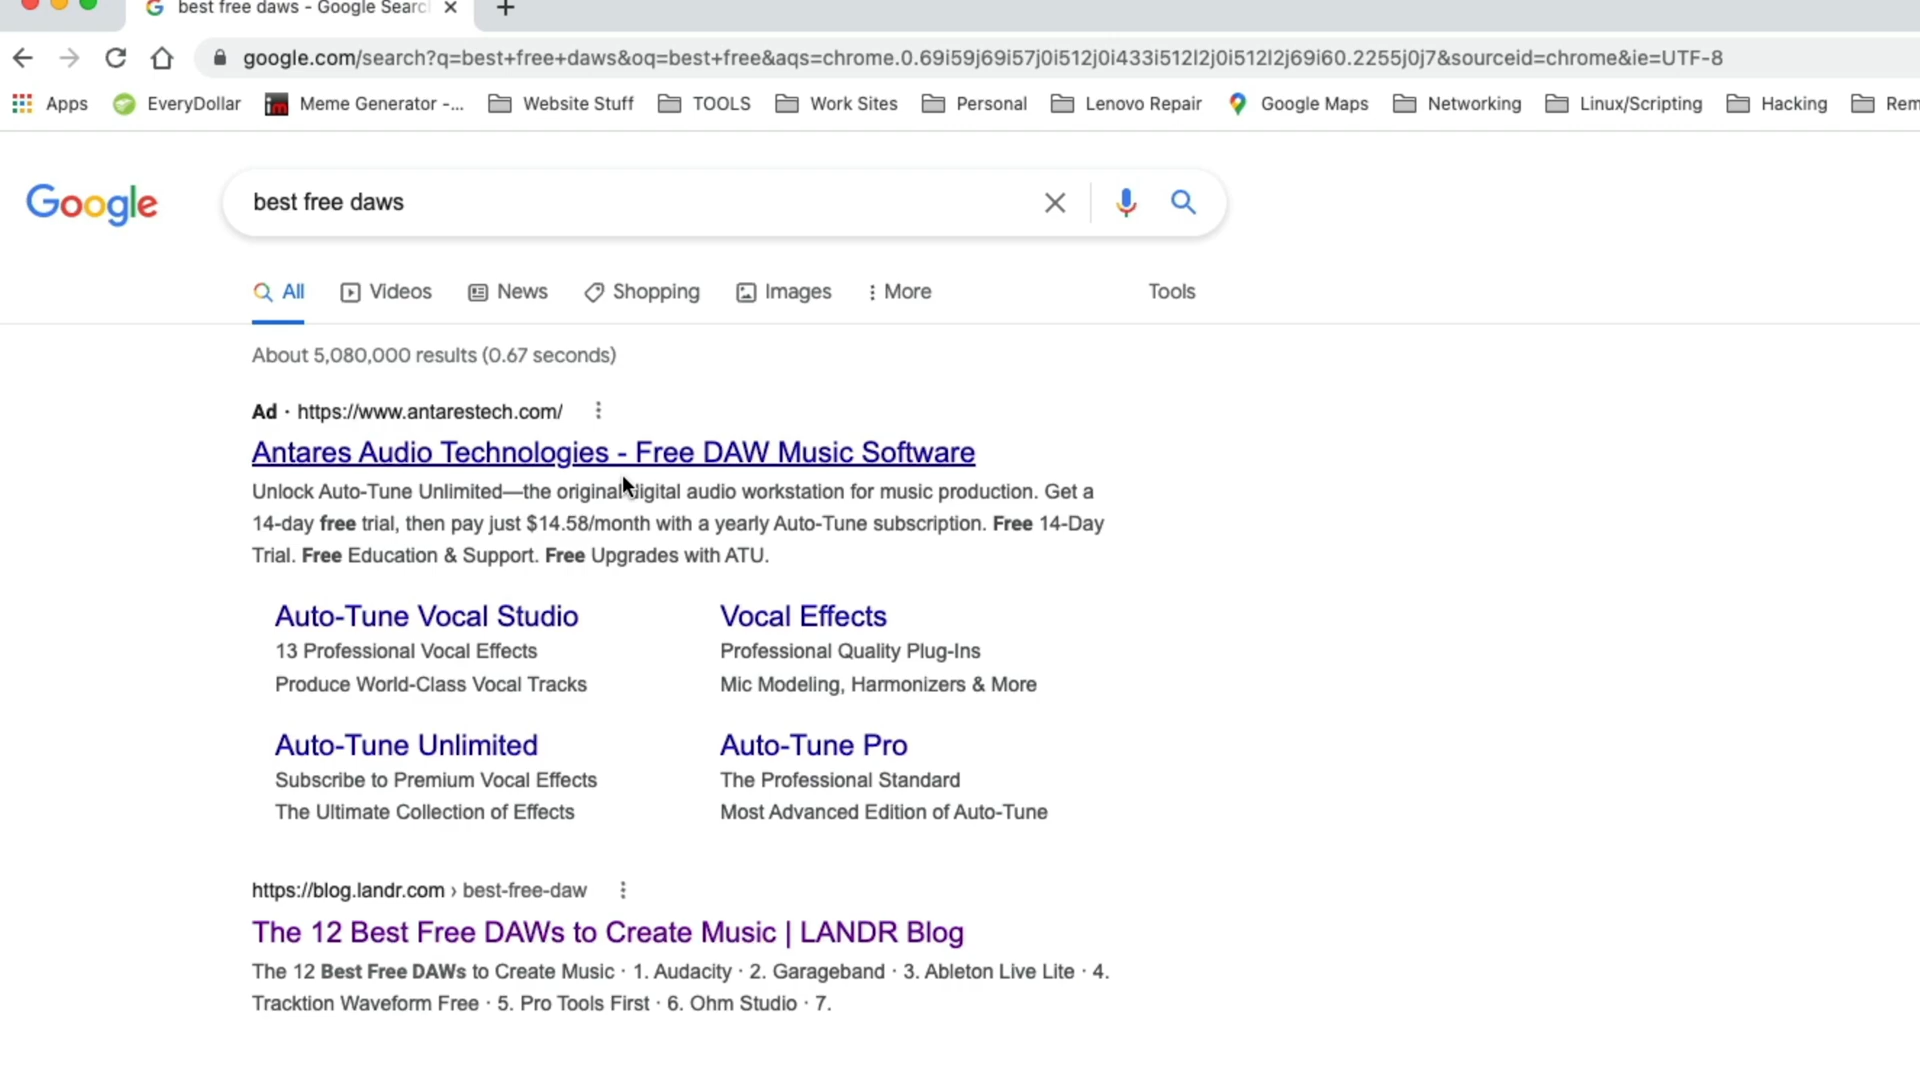 best free daws - Google Searc
google.com/search?q=best+free+daws&oq=best+free&aqs=chrome.0.69i59j69i57j0i512j0i433i512l2j0i512l2j69i60.2255j0j7&sourceid=chrome&ie=UTF-8
Apps EveryDollar Meme Generator -... Website Stuff TOOLS Work Sites Personal Lenovo Repair Google Maps Networking Linux/Scripting Hacking Rem
Google
best free daws
All Videos News Shopping Images More Tools
About 5,080,000 results (0.67 seconds)
Ad · https://www.antarestech.com/
Antares Audio Technologies - Free DAW Music Software
Unlock Auto-Tune Unlimited—the original digital audio workstation for music production. Get a
14-day free trial, then pay just $14.58/month with a yearly Auto-Tune subscription. Free 14-Day
Trial. Free Education & Support. Free Upgrades with ATU.
Auto-Tune Vocal Studio
13 Professional Vocal Effects
Produce World-Class Vocal Tracks
Vocal Effects
Professional Quality Plug-Ins
Mic Modeling, Harmonizers & More
Auto-Tune Unlimited
Subscribe to Premium Vocal Effects
The Ultimate Collection of Effects
Auto-Tune Pro
The Professional Standard
Most Advanced Edition of Auto-Tune
https://blog.landr.com › best-free-daw
The 12 Best Free DAWs to Create Music | LANDR Blog
The 12 Best Free DAWs to Create Music · 1. Audacity · 2. Garageband · 3. Ableton Live Lite · 4.
Tracktion Waveform Free · 5. Pro Tools First · 6. Ohm Studio · 7.